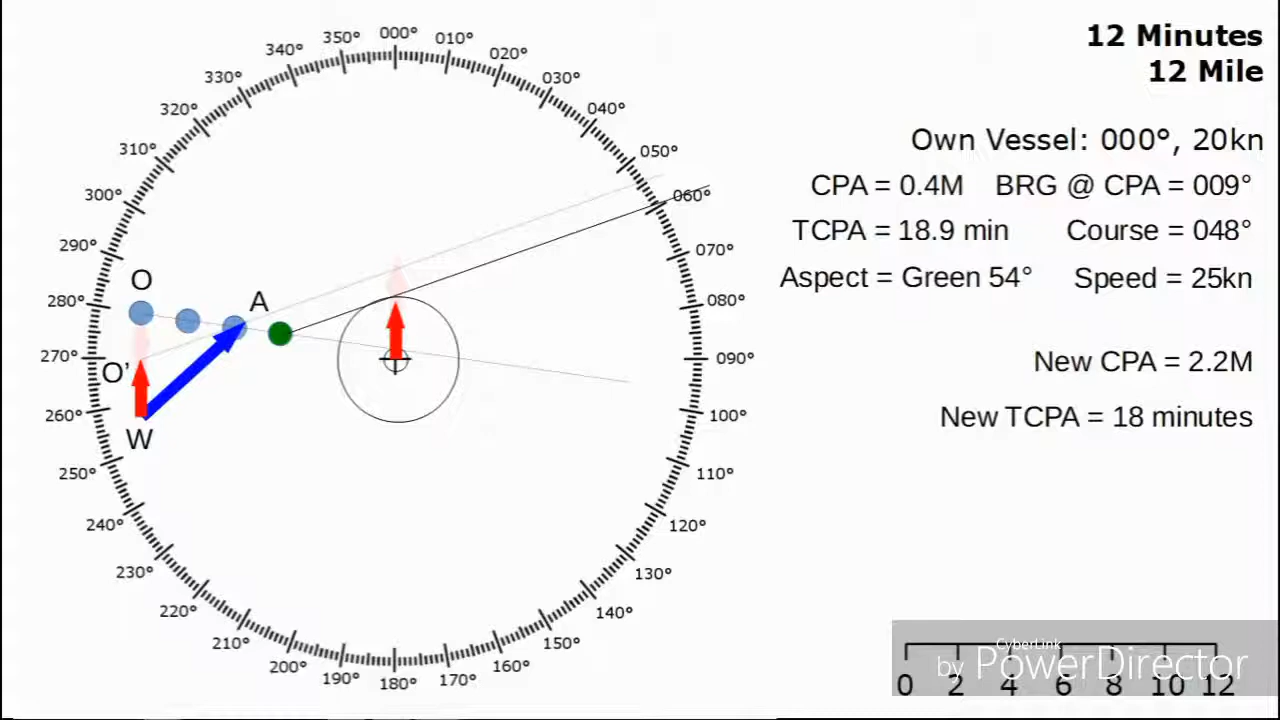 12 Minutes
12 Mile
Own Vessel: 000°, 20kn
CPA = 0.4M BRG @ CPA = 009°
TCPA = 18.9 min Course = 048°
Aspect = Green 54° Speed = 25kn
New CPA = 2.2M
New TCPA = 18 minutes
000°
010°
020°
030°
040°
050°
060°
070°
080°
090°
100°
110°
120°
130°
140°
150°
160°
170°
180°
190°
200°
210°
220°
230°
240°
250°
260°
270°
280°
290°
300°
310°
320°
330°
340°
350°
O
A
O’
W
0 2 4 6 8 10 12
CyberLink
by PowerDirector